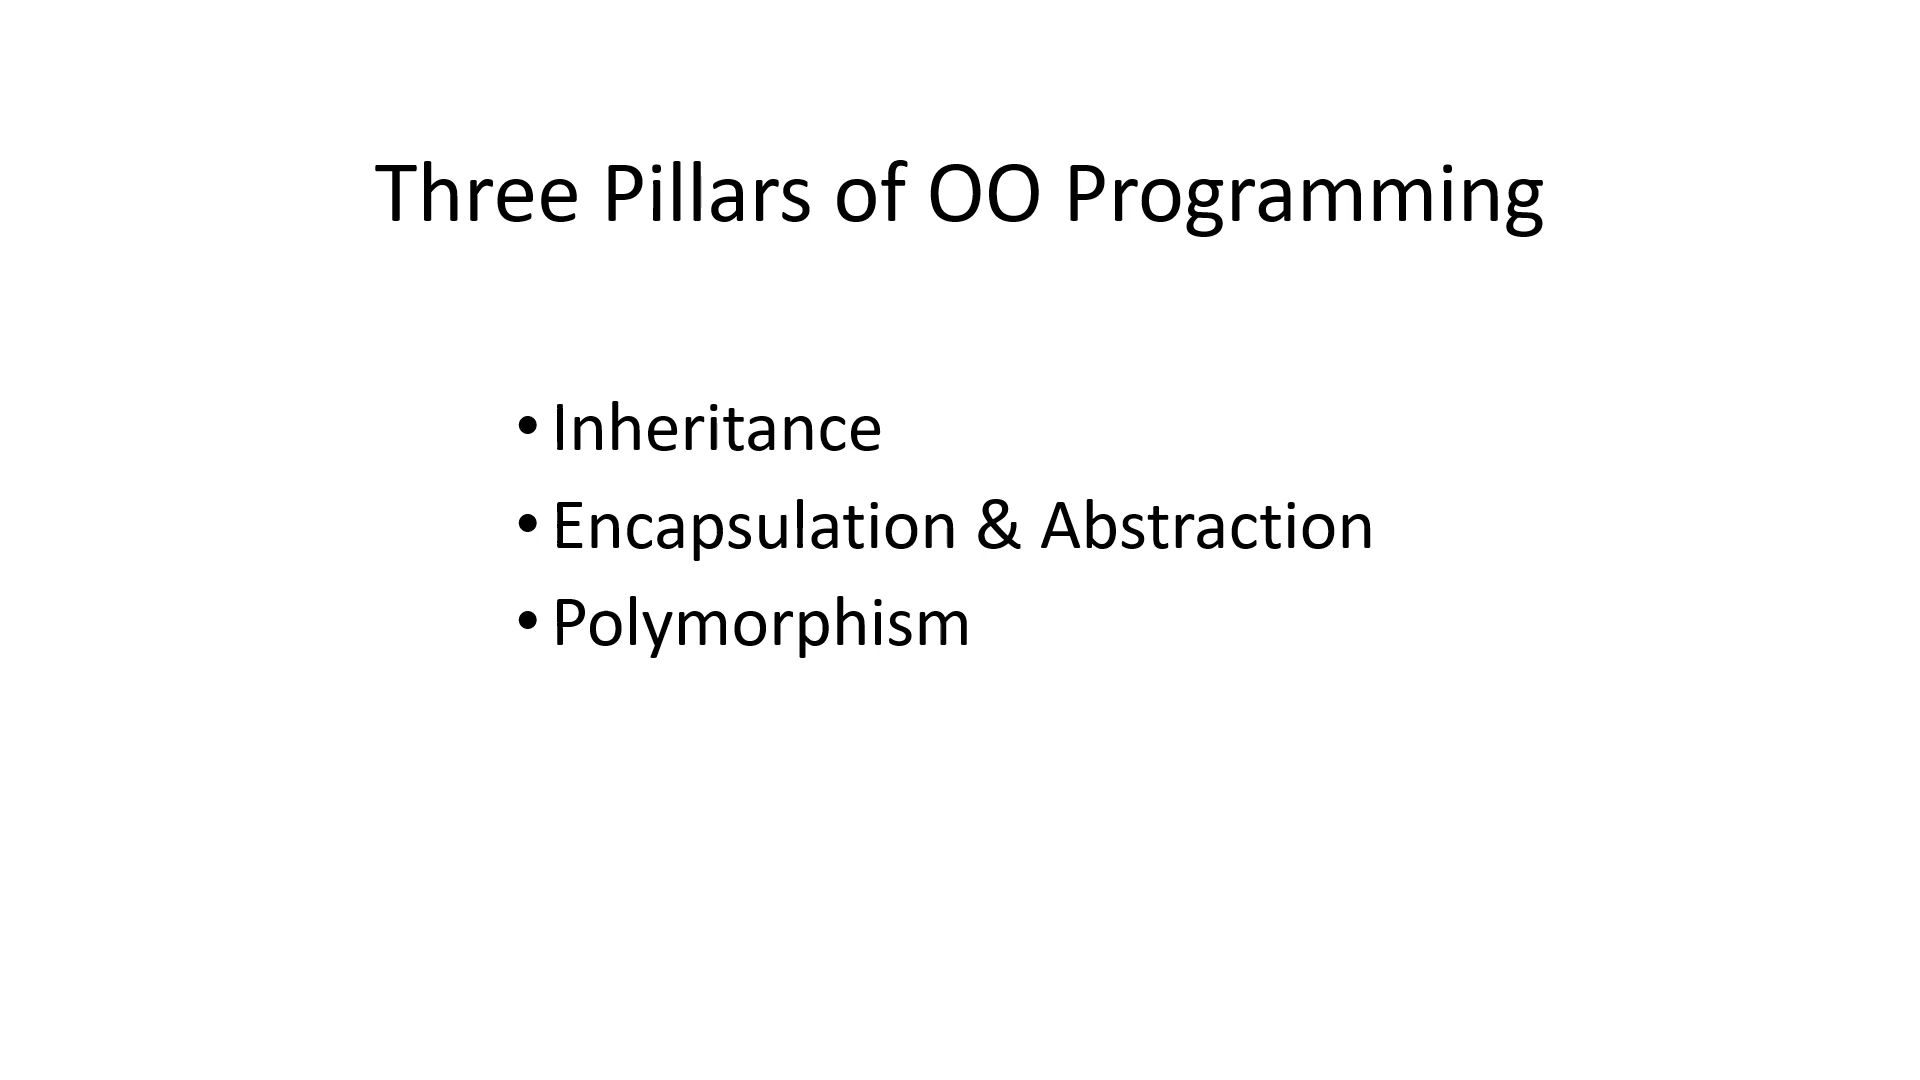 Three Pillars of OO Programming
• Inheritance
• Encapsulation & Abstraction
• Polymorphism